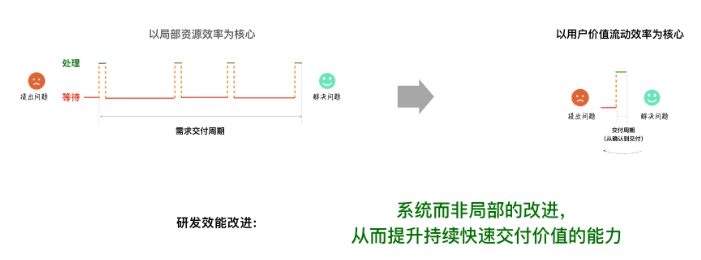 以局部资源效率为核心
以用户价值流动效率为核心
处理
等待
提出问题
解决问题
需求交付周期
提出问题
解决问题
交付周期
（从确认到交付）
研发效能改进：
系统而非局部的改进，
从而提升持续快速交付价值的能力